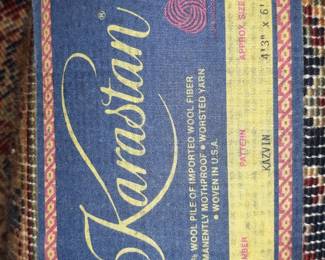 Karastan®
% WOOL PILE OF IMPORTED WOOL FIBER
MANENTLY MOTHPROOF • WORSTED YARN
• WOVEN IN U.S.A.
MBER PATTERN APPROX. SIZE
KAZVIN 4'3" x 6'